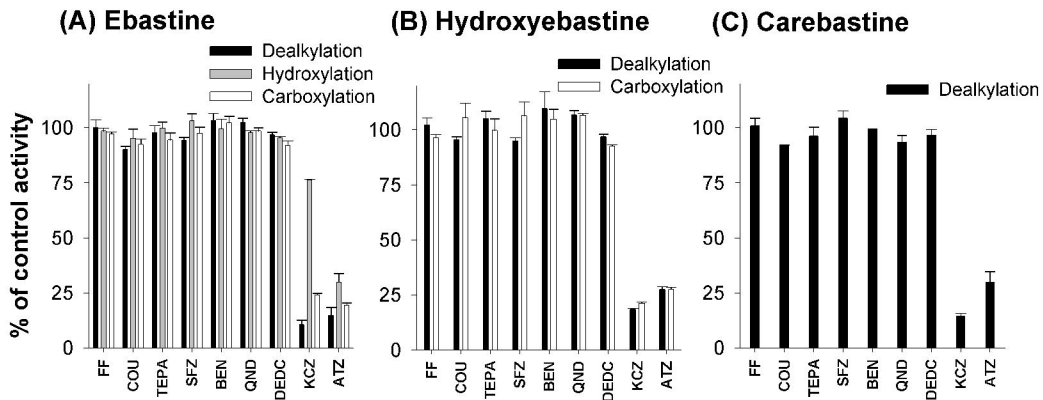 (A) Ebastine
Dealkylation
Hydroxylation
Carboxylation
% of control activity
100
75
50
25
0
FF
COU
TEPA
SFZ
BEN
QND
DEDC
KCZ
ATZ
(B) Hydroxyebastine
Dealkylation
Carboxylation
100
75
50
25
0
FF
COU
TEPA
SFZ
BEN
QND
DEDC
KCZ
ATZ
(C) Carebastine
Dealkylation
100
75
50
25
0
FF
COU
TEPA
SFZ
BEN
QND
DEDC
KCZ
ATZ